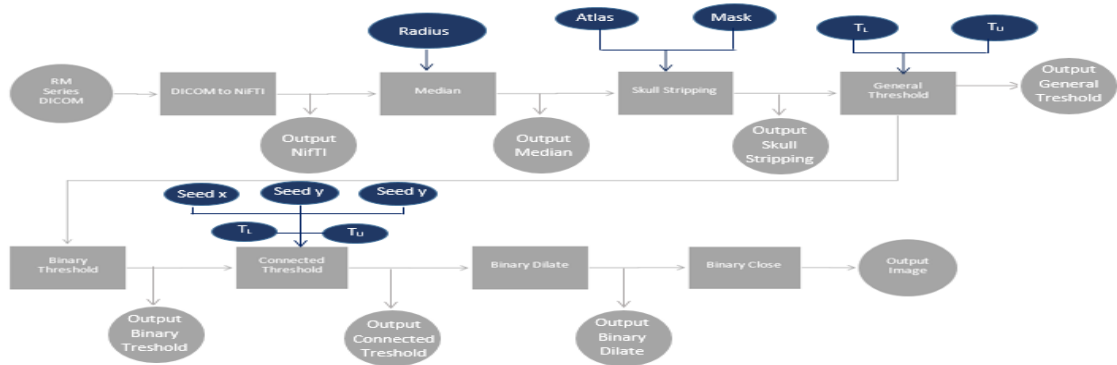 Radius
Atlas
Mask
TL
TU
RM
Series
DICOM
DICOM to NiFTI
Median
Skull Stripping
General
Threshold
Output
General
Treshold
Output
NifTI
Output
Median
Output
Skull
Stripping
Seed x
Seed y
Seed y
TL
TU
Binary
Threshold
Connected
Threshold
Binary Dilate
Binary Close
Output
Image
Output
Binary
Treshold
Output
Connected
Treshold
Output
Binary
Dilate